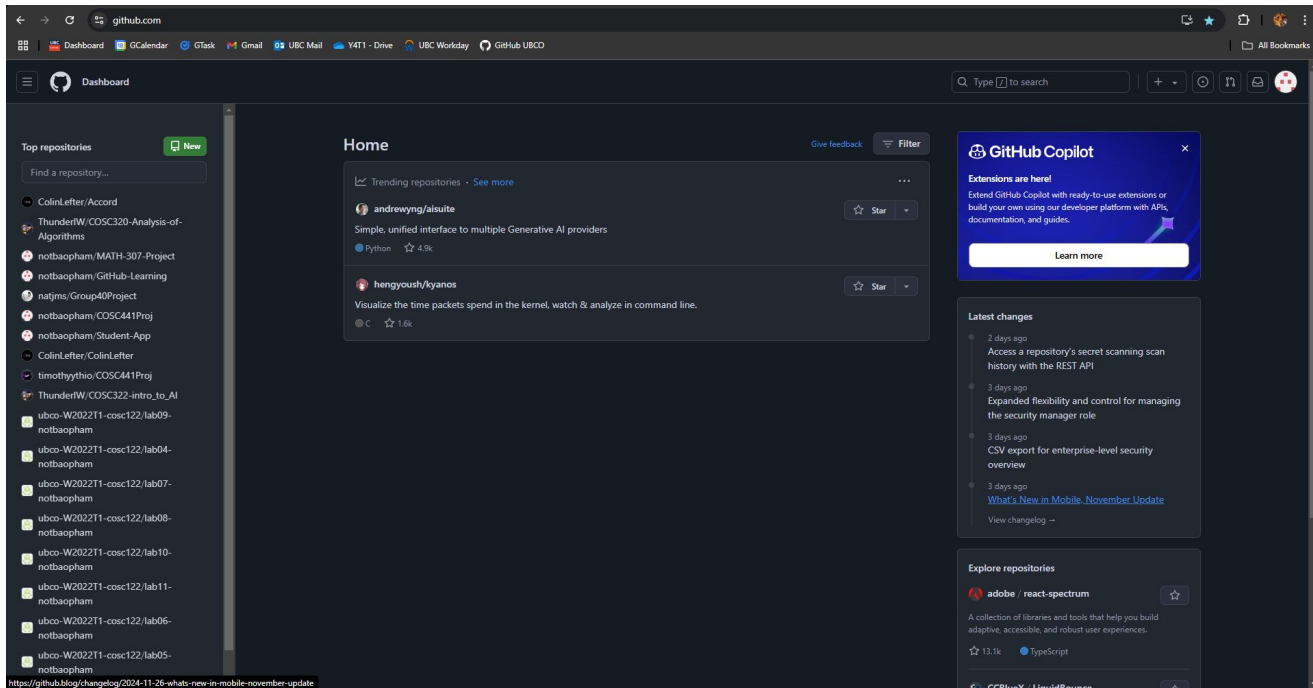 github.com
Dashboard GCalendar GTask Gmail UBC Mail Y4T1 - Drive UBC Workday GitHub UBCO All Bookmarks
Dashboard
Type / to search
Top repositories New
Find a repository...
ColinLefter/Accord
ThunderIW/COSC320-Analysis-of-
Algorithms
notbaopham/MATH-307-Project
notbaopham/GitHub-Learning
natjms/Group40Project
notbaopham/COSC441Proj
notbaopham/Student-App
ColinLefter/ColinLefter
timothyythio/COSC441Proj
ThunderIW/COSC322-intro_to_AI
ubco-W2022T1-cosc122/lab09-
notbaopham
ubco-W2022T1-cosc122/lab04-
notbaopham
ubco-W2022T1-cosc122/lab07-
notbaopham
ubco-W2022T1-cosc122/lab08-
notbaopham
ubco-W2022T1-cosc122/lab10-
notbaopham
ubco-W2022T1-cosc122/lab11-
notbaopham
ubco-W2022T1-cosc122/lab06-
notbaopham
ubco-W2022T1-cosc122/lab05-
notbaopham
https://github.blog/changelog/2024-11-26-whats-new-in-mobile-november-update
Home
Give feedback Filter
Trending repositories · See more
andrewyng/aisuite
Star
Simple, unified interface to multiple Generative AI providers
Python 4.9k
hengyoush/kyanos
Star
Visualize the time packets spend in the kernel, watch & analyze in command line.
C 1.6k
GitHub Copilot
Extensions are here!
Extend GitHub Copilot with ready-to-use extensions or
build your own using our developer platform with APIs,
documentation, and guides.
Learn more
Latest changes
2 days ago
Access a repository's secret scanning scan
history with the REST API
3 days ago
Expanded flexibility and control for managing
the security manager role
3 days ago
CSV export for enterprise-level security
overview
3 days ago
What's New in Mobile, November Update
View changelog →
Explore repositories
adobe / react-spectrum
A collection of libraries and tools that help you build
adaptive, accessible, and robust user experiences.
13.1k TypeScript
CCBlueX / LiquidBounce